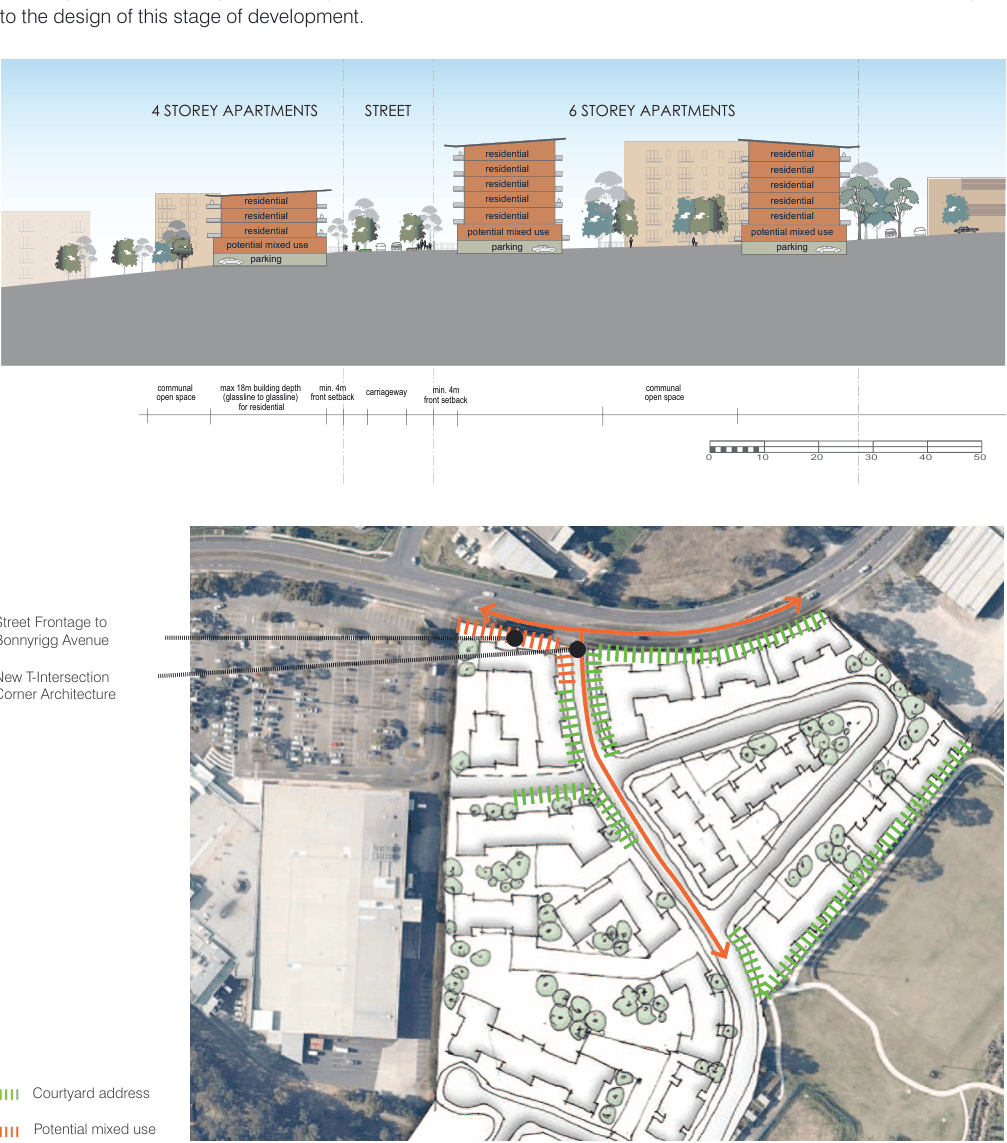 to the design of this stage of development.
4 STOREY APARTMENTS STREET 6 STOREY APARTMENTS
residential
residential
residential
potential mixed use
parking
residential
residential
residential
residential
residential
potential mixed use
parking
residential
residential
residential
residential
residential
potential mixed use
parking
communal
open space
max 18m building depth
(glassline to glassline)
for residential
min. 4m
front setback
carriageway
min. 4m
front setback
communal
open space
0 10 20 30 40 50
Street Frontage to
Bonnyrigg Avenue
New T-Intersection
Corner Architecture
Courtyard address
Potential mixed use